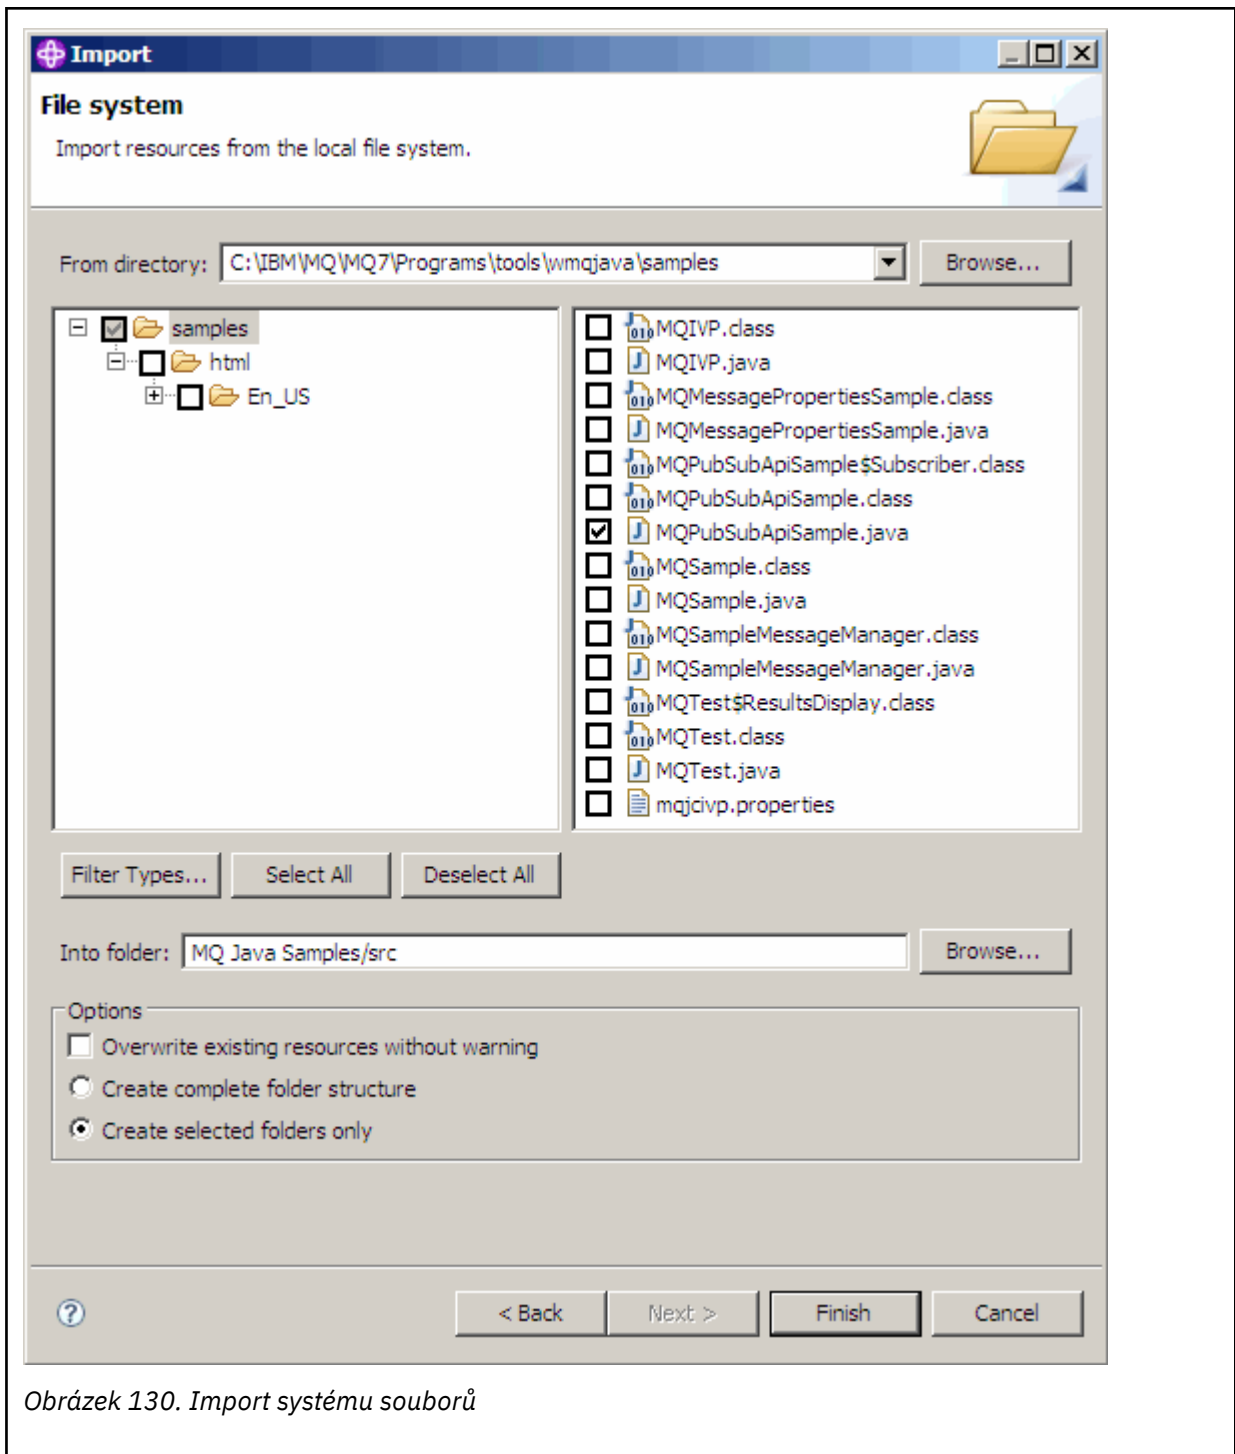 Import
File system
Import resources from the local file system.
From directory: C:\IBM\MQ\MQ7\Programs\tools\wmqjava\samples Browse...
samples
html
En_US
MQIVP.class
MQIVP.java
MQMessagePropertiesSample.class
MQMessagePropertiesSample.java
MQPubSubApiSample$Subscriber.class
MQPubSubApiSample.class
MQPubSubApiSample.java
MQSample.class
MQSample.java
MQSampleMessageManager.class
MQSampleMessageManager.java
MQTest$ResultsDisplay.class
MQTest.class
MQTest.java
mqjcivp.properties
Filter Types... Select All Deselect All
Into folder: MQ Java Samples/src Browse...
Options
Overwrite existing resources without warning
Create complete folder structure
Create selected folders only
< Back Next > Finish Cancel
Obrázek 130. Import systému souborů